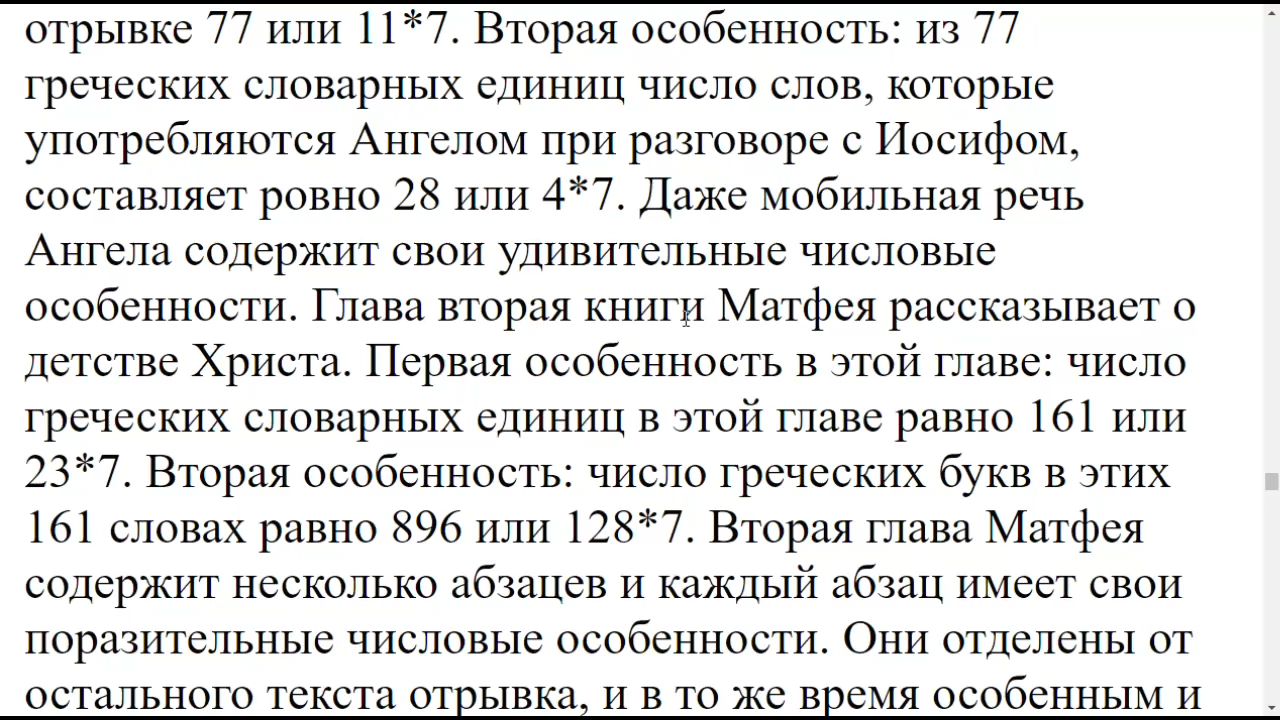 отрывке 77 или 11*7. Вторая особенность: из 77
греческих словарных единиц число слов, которые
употребляются Ангелом при разговоре с Иосифом,
составляет ровно 28 или 4*7. Даже мобильная речь
Ангела содержит свои удивительные числовые
особенности. Глава вторая книги Матфея рассказывает о
детстве Христа. Первая особенность в этой главе: число
греческих словарных единиц в этой главе равно 161 или
23*7. Вторая особенность: число греческих букв в этих
161 словах равно 896 или 128*7. Вторая глава Матфея
содержит несколько абзацев и каждый абзац имеет свои
поразительные числовые особенности. Они отделены от
остального текста отрывка, и в то же время особенным и